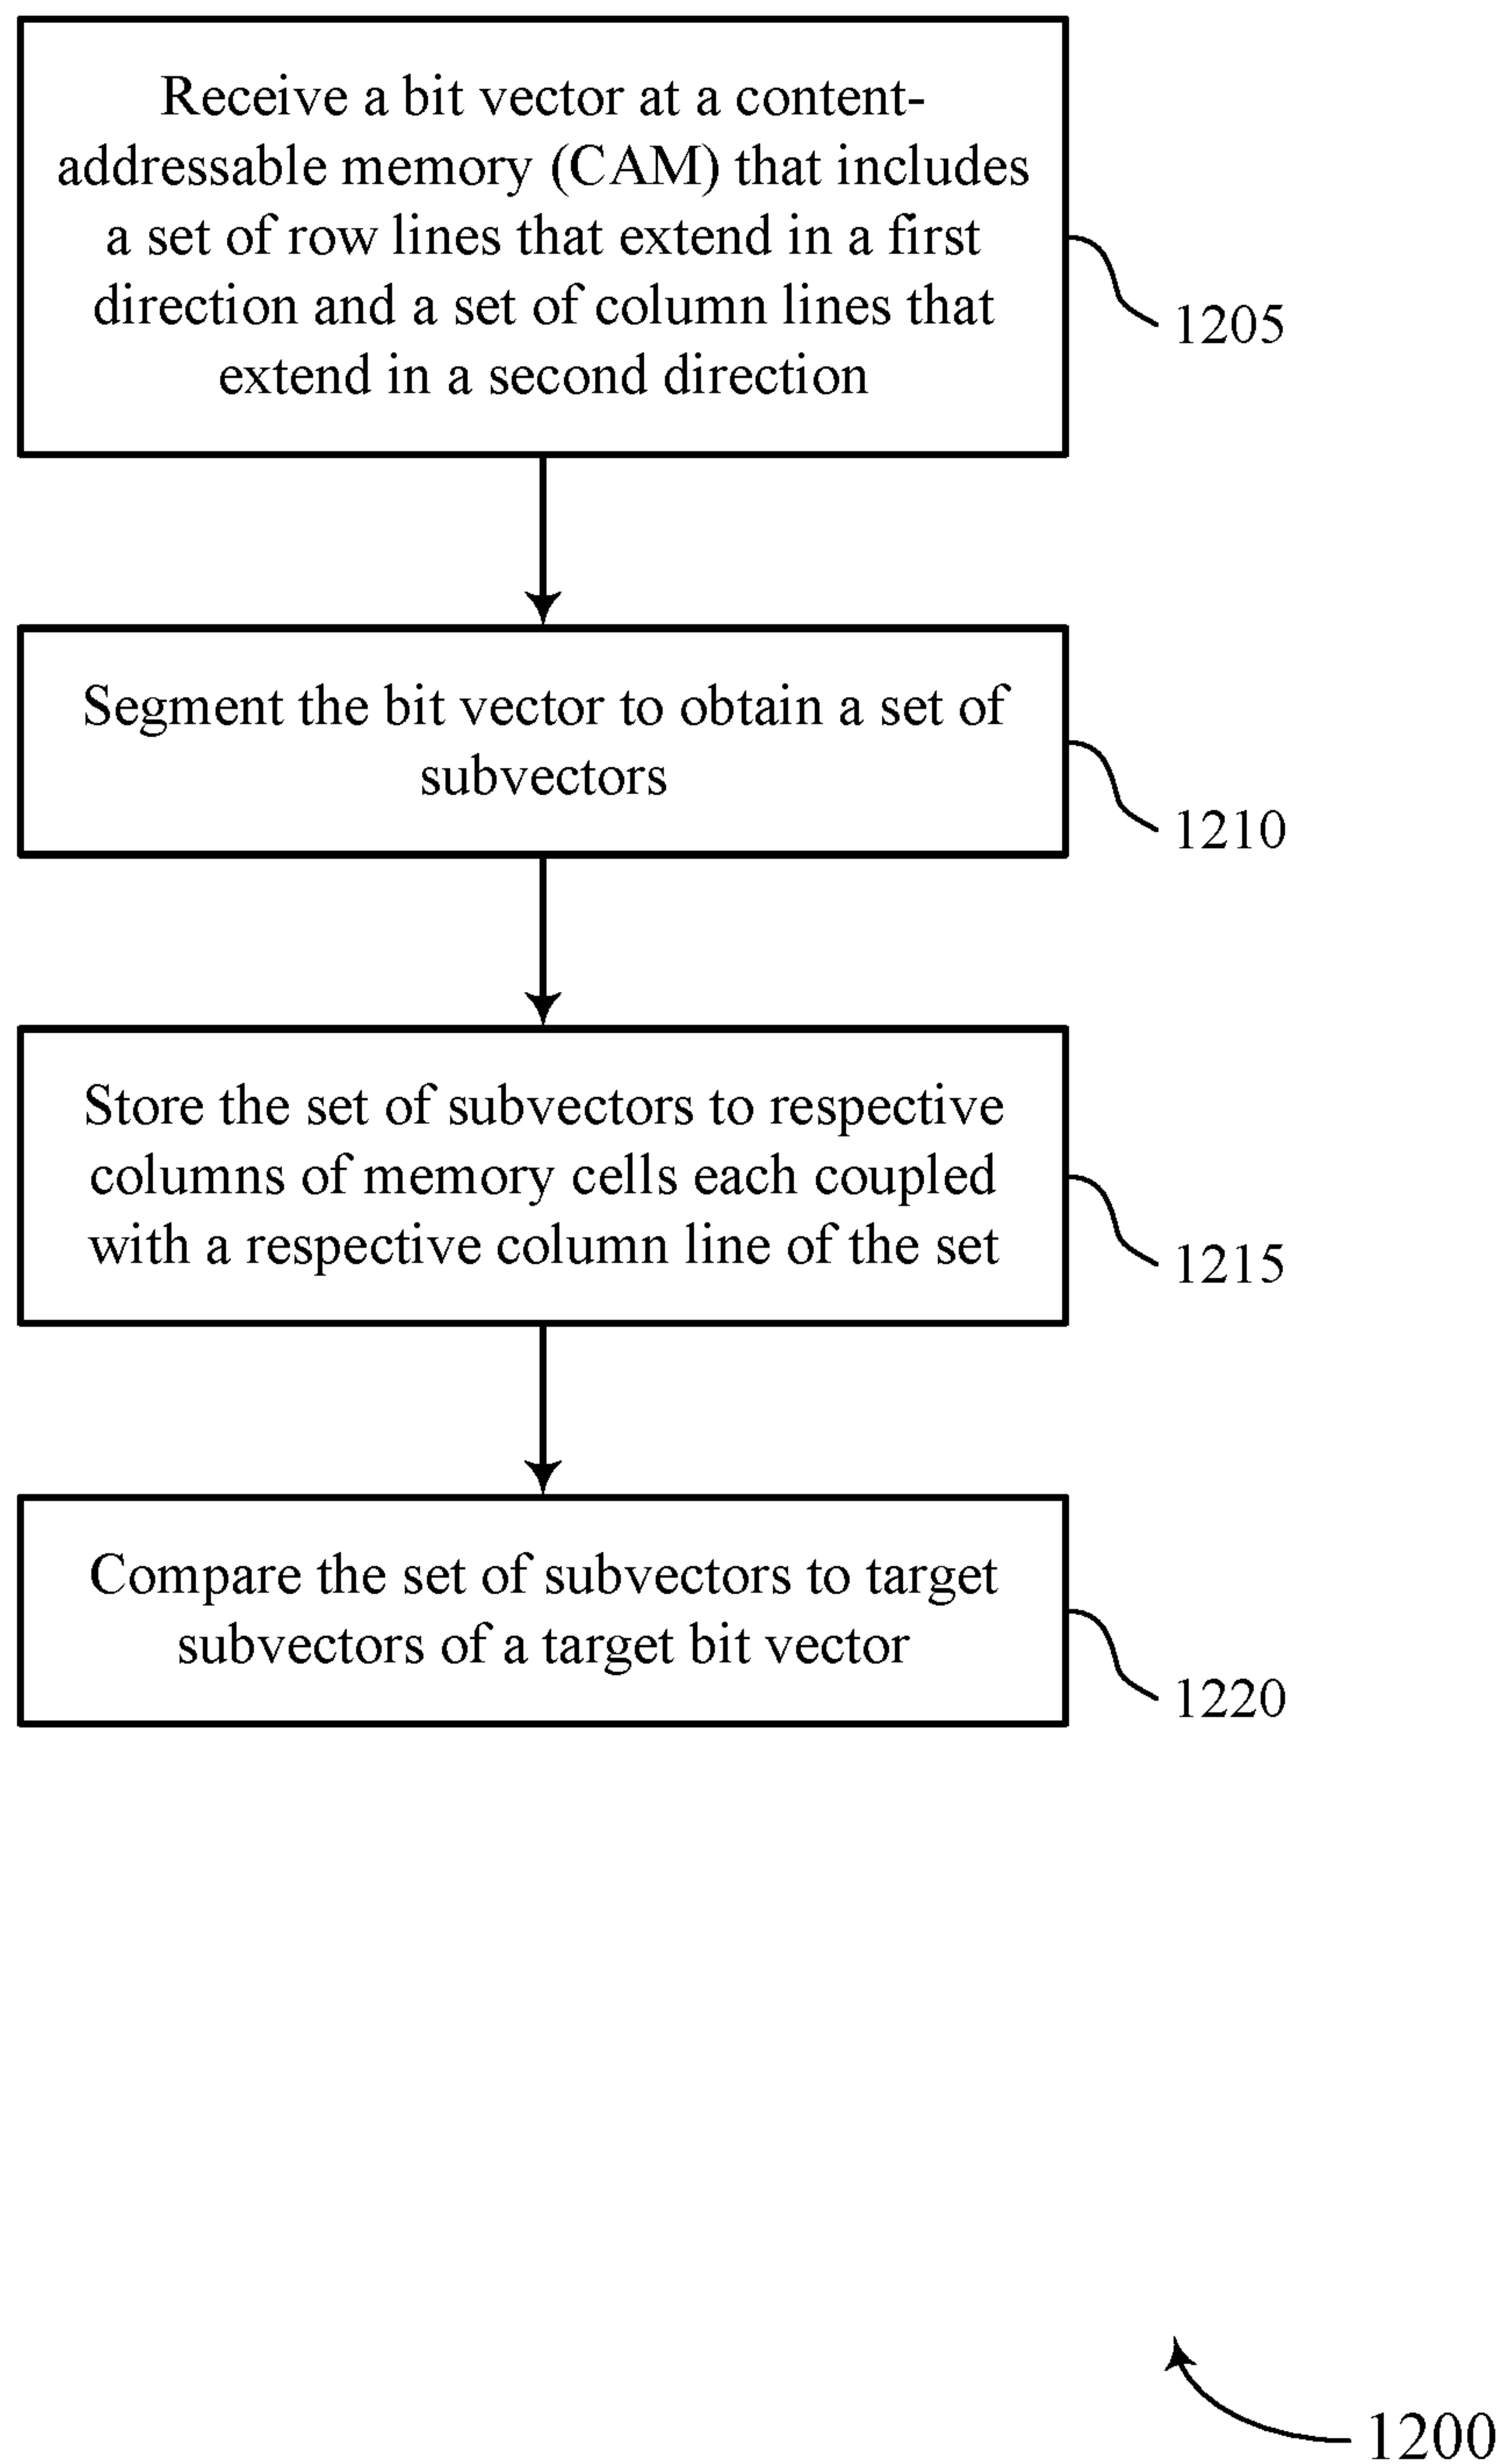 Receive a bit vector at a content-
addressable memory (CAM) that includes
a set of row lines that extend in a first
direction and a set of column lines that
extend in a second direction
1205
Segment the bit vector to obtain a set of
subvectors
1210
Store the set of subvectors to respective
columns of memory cells each coupled
with a respective column line of the set
1215
Compare the set of subvectors to target
subvectors of a target bit vector
1220
1200